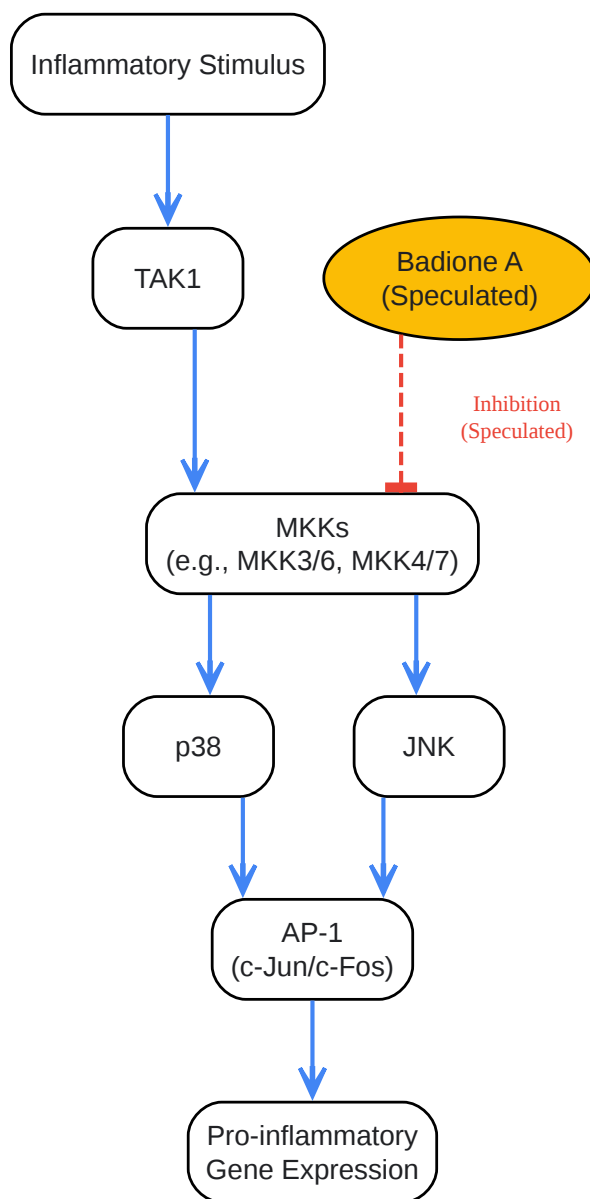 Inflammatory Stimulus
TAK1
Badione A
(Speculated)
Inhibition
(Speculated)
MKKs
(e.g., MKK3/6, MKK4/7)
p38
JNK
AP-1
(c-Jun/c-Fos)
Pro-inflammatory
Gene Expression